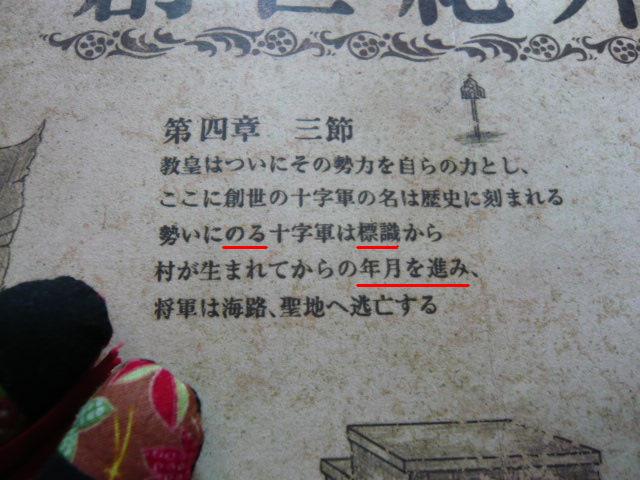 第四章 三節
教皇はついにその勢力を自らの力とし、
ここに創世の十字軍の名は歴史に刻まれる
勢いにのる十字軍は標識から
村が生まれてからの年月を進み、
将軍は海路、聖地へ逃亡する